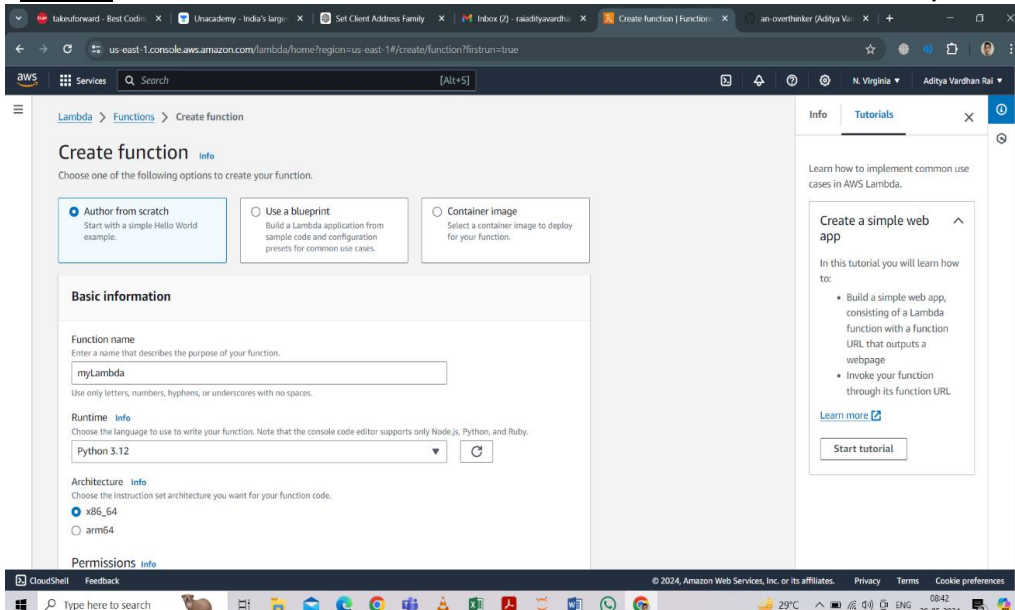 takeuforward - Best Coding
Unacademy - India's large
Set Client Address Family
Inbox (2) - raiadityavardha
Create function | Functions
an-overthinker (Aditya Var
us-east-1.console.aws.amazon.com/lambda/home?region=us-east-1#/create/function?firstrun=true
aws
Services
Search
[Alt+S]
N. Virginia
Aditya Vardhan Rai
Lambda > Functions > Create function
Create function Info
Choose one of the following options to create your function.
Author from scratch
Start with a simple Hello World
example.
Use a blueprint
Build a Lambda application from
sample code and configuration
presets for common use cases.
Container image
Select a container image to deploy
for your function.
Basic information
Function name
Enter a name that describes the purpose of your function.
myLambda
Use only letters, numbers, hyphens, or underscores with no spaces.
Runtime Info
Choose the language to use to write your function. Note that the console code editor supports only Node.js, Python, and Ruby.
Python 3.12
Architecture Info
Choose the instruction set architecture you want for your function code.
x86_64
arm64
Permissions Info
Info
Tutorials
Learn how to implement common use
cases in AWS Lambda.
Create a simple web
app
In this tutorial you will learn how
to:
• Build a simple web app,
consisting of a Lambda
function with a function
URL that outputs a
webpage
• Invoke your function
through its function URL
Learn more
Start tutorial
CloudShell
Feedback
© 2024, Amazon Web Services, Inc. or its affiliates.
Privacy
Terms
Cookie preferences
Type here to search
29°C
ENG
08:42